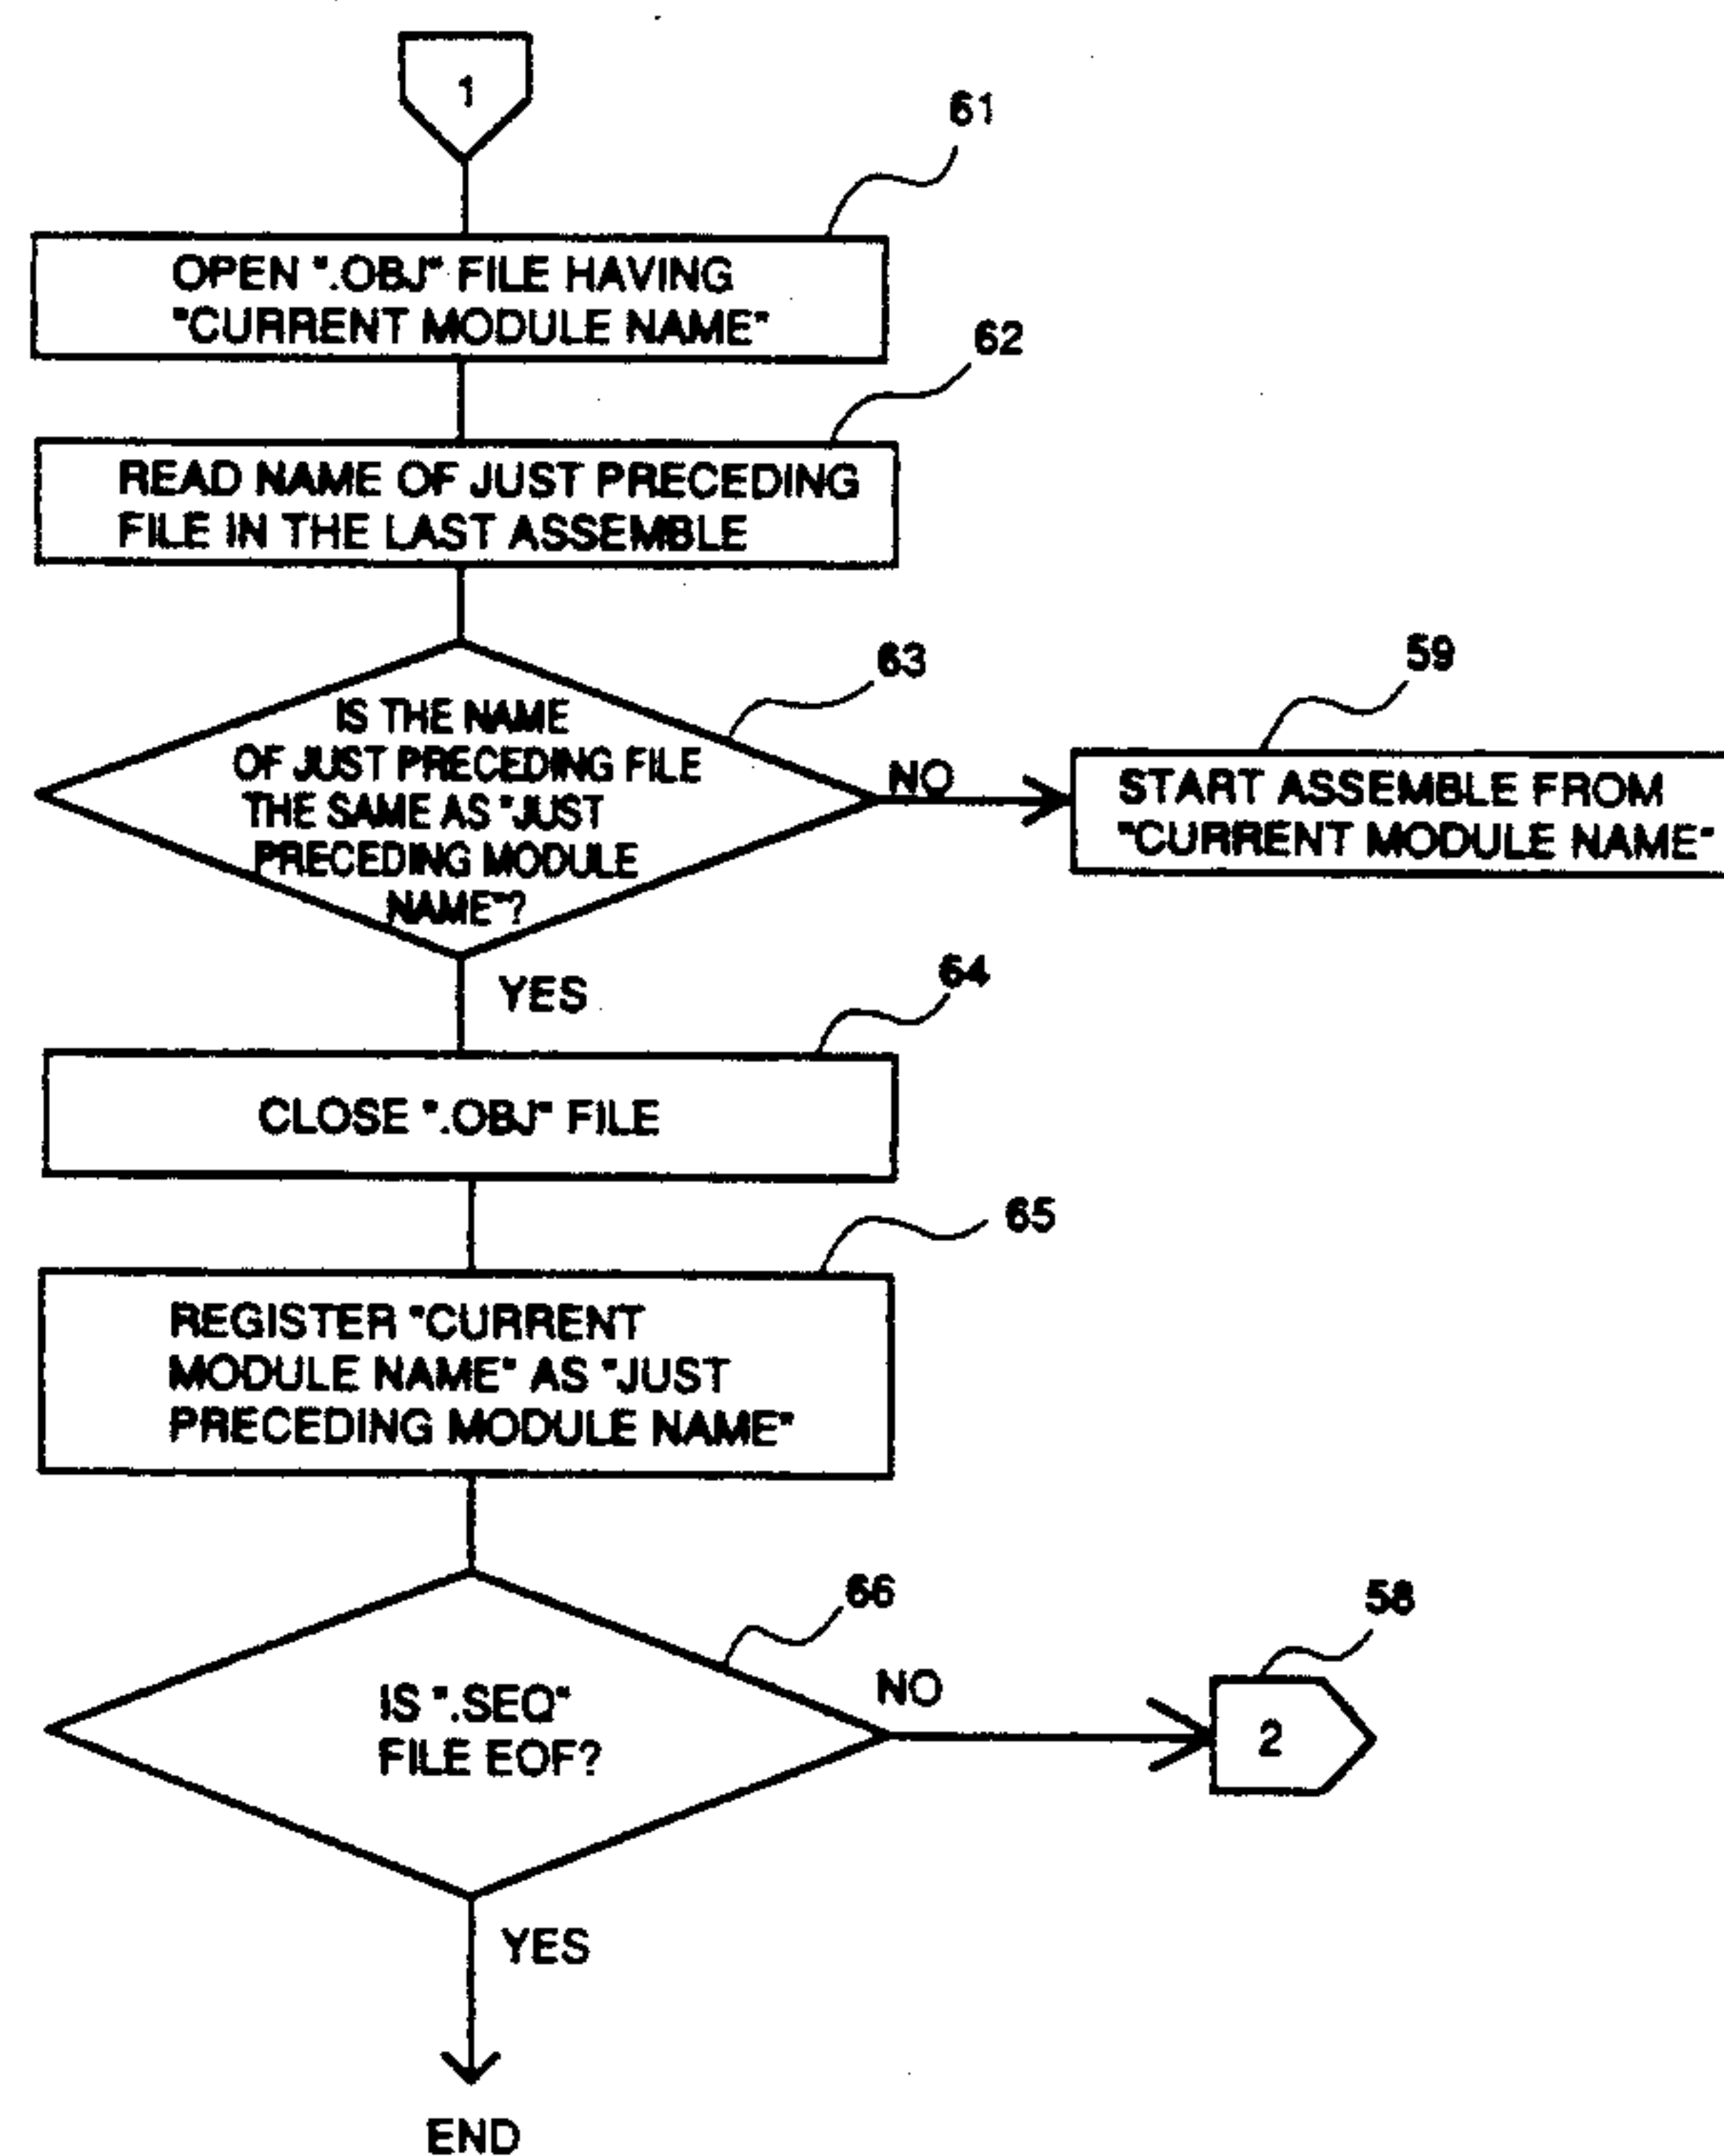 1
61
OPEN ".OBJ" FILE HAVING
"CURRENT MODULE NAME"
62
READ NAME OF JUST PRECEDING
FILE IN THE LAST ASSEMBLE
63
IS THE NAME
OF JUST PRECEDING FILE
THE SAME AS "JUST
PRECEDING MODULE
NAME"?
NO
59
START ASSEMBLE FROM
"CURRENT MODULE NAME"
YES
64
CLOSE ".OBJ" FILE
65
REGISTER "CURRENT
MODULE NAME" AS "JUST
PRECEDING MODULE NAME"
66
IS ".SEQ"
FILE EOF?
NO
58
2
YES
END